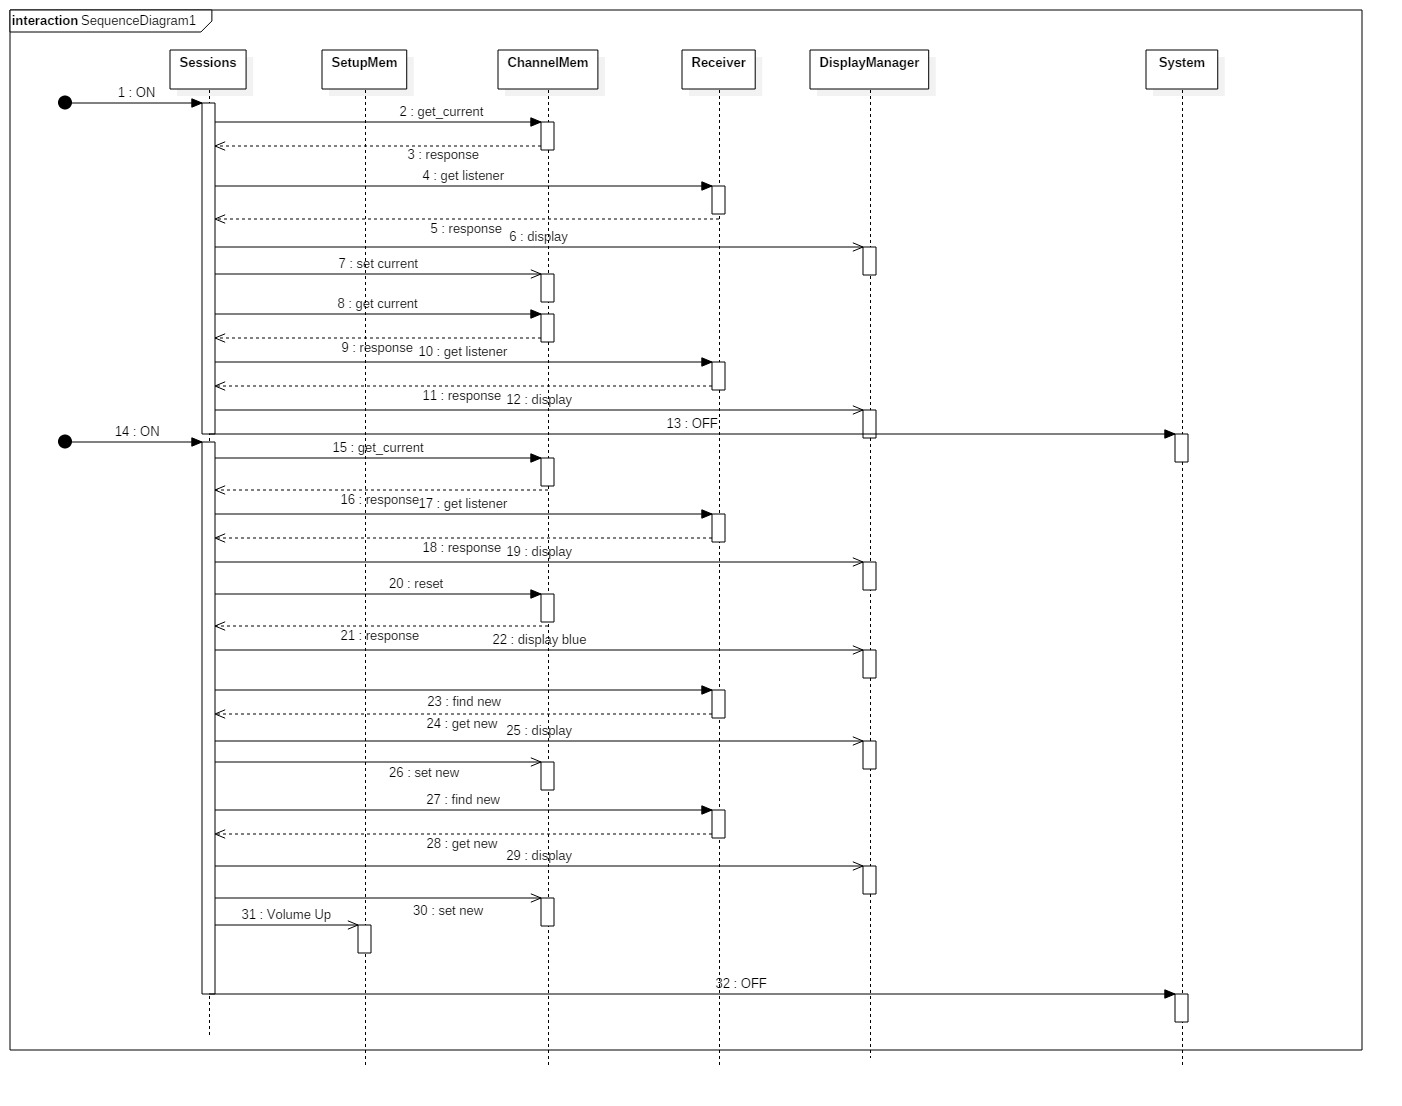 interaction SequenceDiagram1
Sessions
SetupMem
ChannelMem
Receiver
DisplayManager
System
1 : ON
2 : get_current
3 : response
4 : get listener
5 : response
6 : display
7 : set current
8 : get current
9 : response
10 : get listener
11 : response
12 : display
13 : OFF
14 : ON
15 : get_current
16 : response
17 : get listener
18 : response
19 : display
20 : reset
21 : response
22 : display blue
23 : find new
24 : get new
25 : display
26 : set new
27 : find new
28 : get new
29 : display
30 : set new
31 : Volume Up
32 : OFF